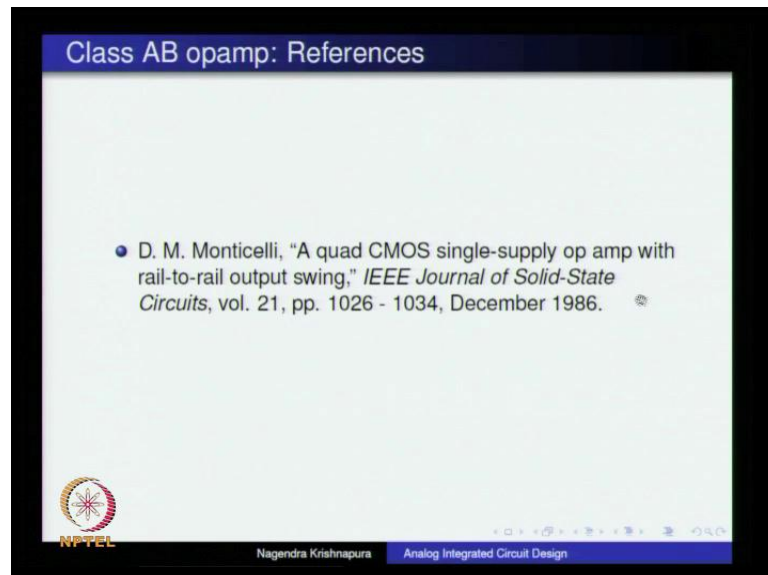 Class AB opamp: References
D. M. Monticelli, “A quad CMOS single-supply op amp with
rail-to-rail output swing,” IEEE Journal of Solid-State
Circuits, vol. 21, pp. 1026 - 1034, December 1986.
NPTEL
Nagendra Krishnapura Analog Integrated Circuit Design